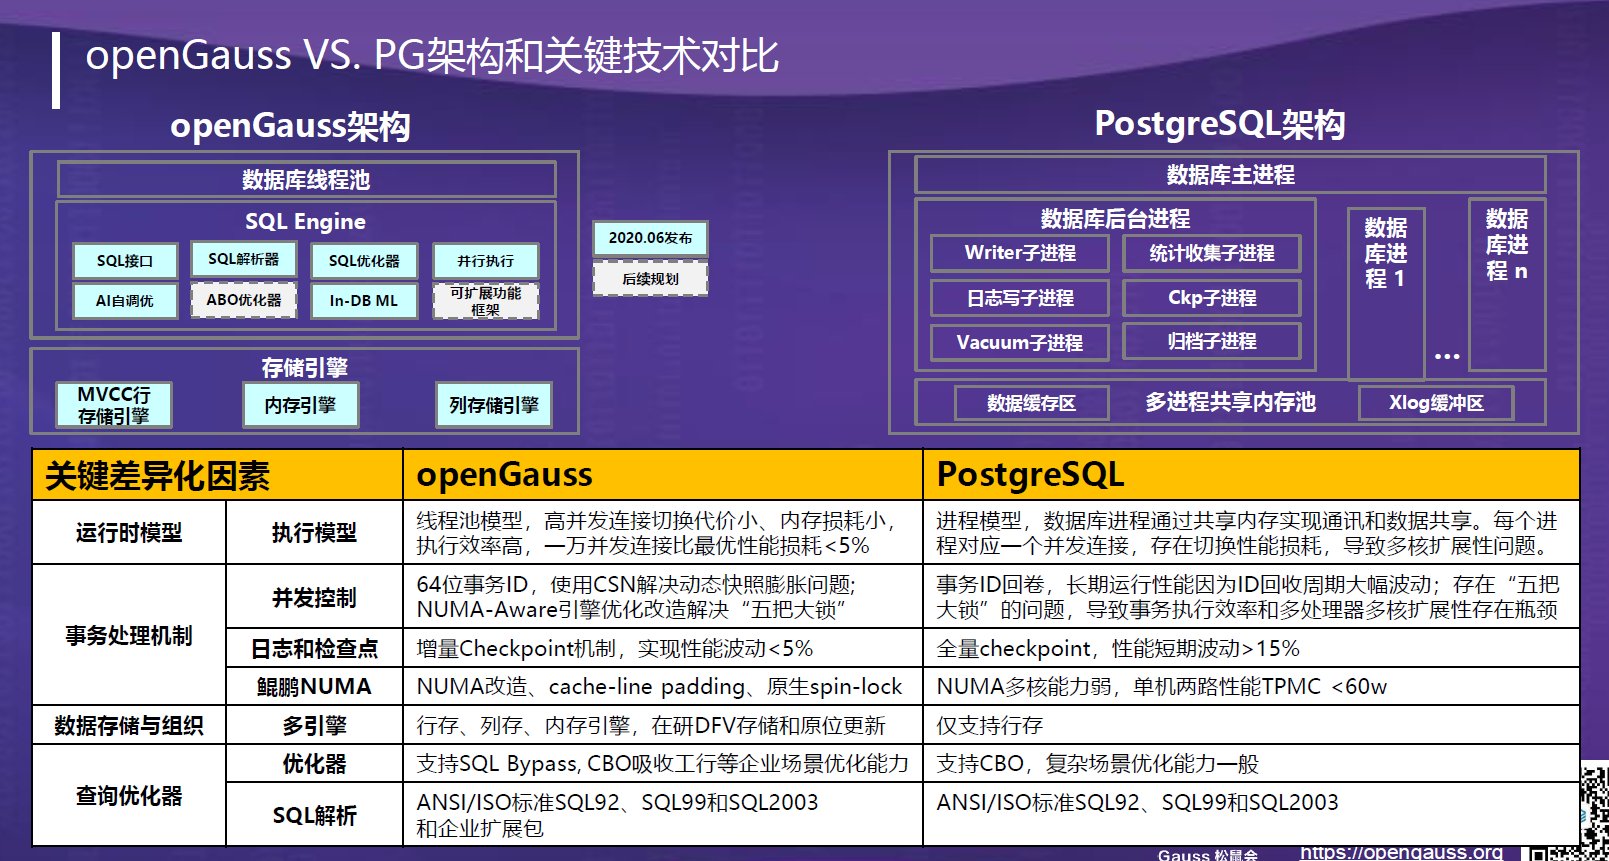 openGauss VS. PG架构和关键技术对比
openGauss架构
数据库线程池
SQL Engine
SQL接口
SQL解析器
SQL优化器
并行执行
AI自调优
ABO优化器
In-DB ML
可扩展功能
框架
存储引擎
MVCC行
存储引擎
内存引擎
列存储引擎
2020.06发布
后续规划
PostgreSQL架构
数据库主进程
数据库后台进程
Writer子进程
统计收集子进程
日志写子进程
Ckp子进程
Vacuum子进程
归档子进程
数据
库进
程 1
...
数据
库进
程 n
数据缓存区
多进程共享内存池
Xlog缓冲区
关键差异化因素
openGauss
PostgreSQL
运行时模型
执行模型
线程池模型，高并发连接切换代价小、内存损耗小，
执行效率高，一万并发连接比最优性能损耗<5%
进程模型，数据库进程通过共享内存实现通讯和数据共享。每个进
程对应一个并发连接，存在切换性能损耗，导致多核扩展性问题。
事务处理机制
并发控制
64位事务ID，使用CSN解决动态快照膨胀问题;
NUMA-Aware引擎优化改造解决“五把大锁”
事务ID回卷，长期运行性能因为ID回收周期大幅波动；存在“五把
大锁”的问题，导致事务执行效率和多处理器多核扩展性存在瓶颈
日志和检查点
增量Checkpoint机制，实现性能波动<5%
全量checkpoint，性能短期波动>15%
鲲鹏NUMA
NUMA改造、cache-line padding、原生spin-lock
NUMA多核能力弱，单机两路性能TPMC <60w
数据存储与组织
多引擎
行存、列存、内存引擎，在研DFV存储和原位更新
仅支持行存
查询优化器
优化器
支持SQL Bypass, CBO吸收工行等企业场景优化能力
支持CBO，复杂场景优化能力一般
SQL解析
ANSI/ISO标准SQL92、SQL99和SQL2003
和企业扩展包
ANSI/ISO标准SQL92、SQL99和SQL2003
Gauss 松鼠会
https://opengauss.org